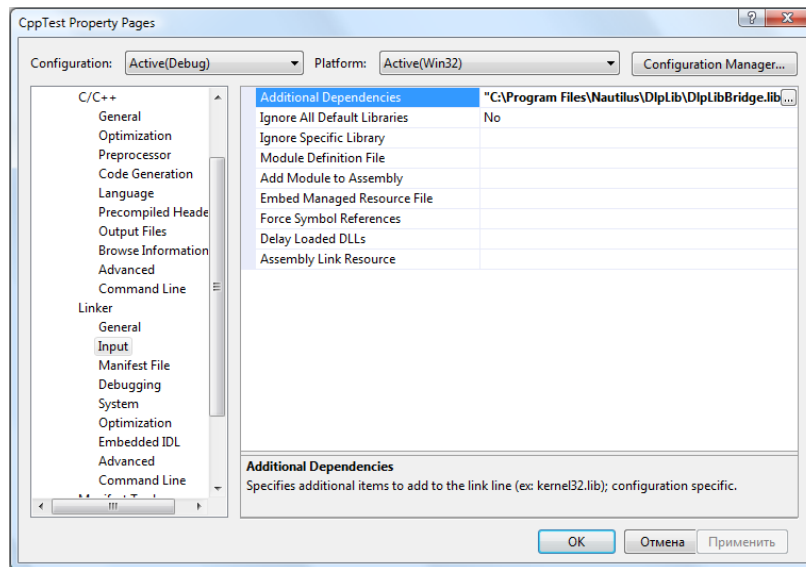 CppTest Property Pages
Configuration: Active(Debug) Platform: Active(Win32) Configuration Manager...
C/C++
General
Optimization
Preprocessor
Code Generation
Language
Precompiled Heade
Output Files
Browse Information
Advanced
Command Line
Linker
General
Input
Manifest File
Debugging
System
Optimization
Embedded IDL
Advanced
Command Line
Additional Dependencies "C:\Program Files\Nautilus\DlpLib\DlpLibBridge.lib ...
Ignore All Default Libraries No
Ignore Specific Library
Module Definition File
Add Module to Assembly
Embed Managed Resource File
Force Symbol References
Delay Loaded DLLs
Assembly Link Resource
Additional Dependencies
Specifies additional items to add to the link line (ex: kernel32.lib); configuration specific.
OK Отмена Применить